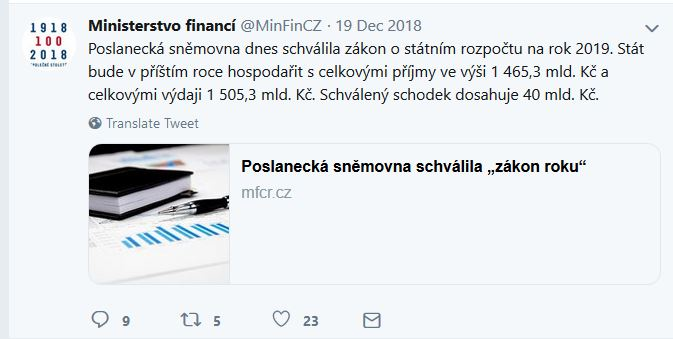 1918
100
2018
"POLEČNÉ STOLETÍ"
Ministerstvo financí @MinFinCZ · 19 Dec 2018
Poslanecká sněmovna dnes schválila zákon o státním rozpočtu na rok 2019. Stát
bude v příštím roce hospodařit s celkovými příjmy ve výši 1 465,3 mld. Kč a
celkovými výdaji 1 505,3 mld. Kč. Schválený schodek dosahuje 40 mld. Kč.
Translate Tweet
Poslanecká sněmovna schválila „zákon roku“
mfcr.cz
9 5 23